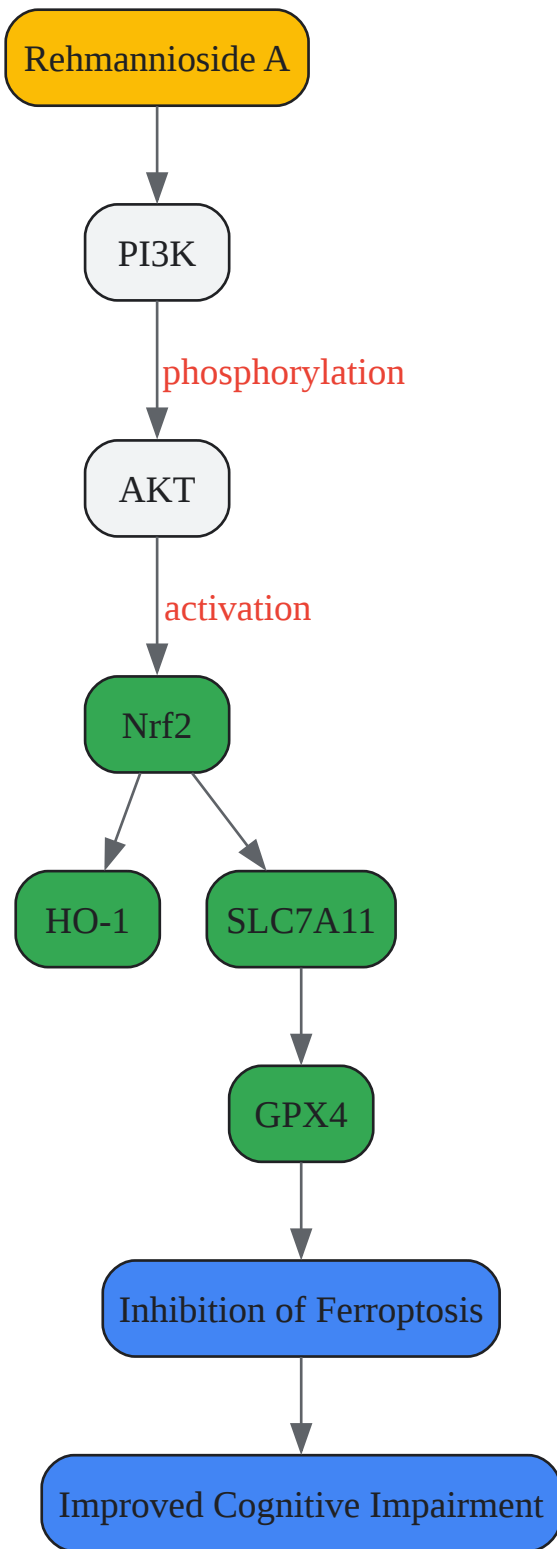 Rehmannioside A
PI3K
phosphorylation
AKT
activation
Nrf2
HO-1
SLC7A11
GPX4
Inhibition of Ferroptosis
Improved Cognitive Impairment